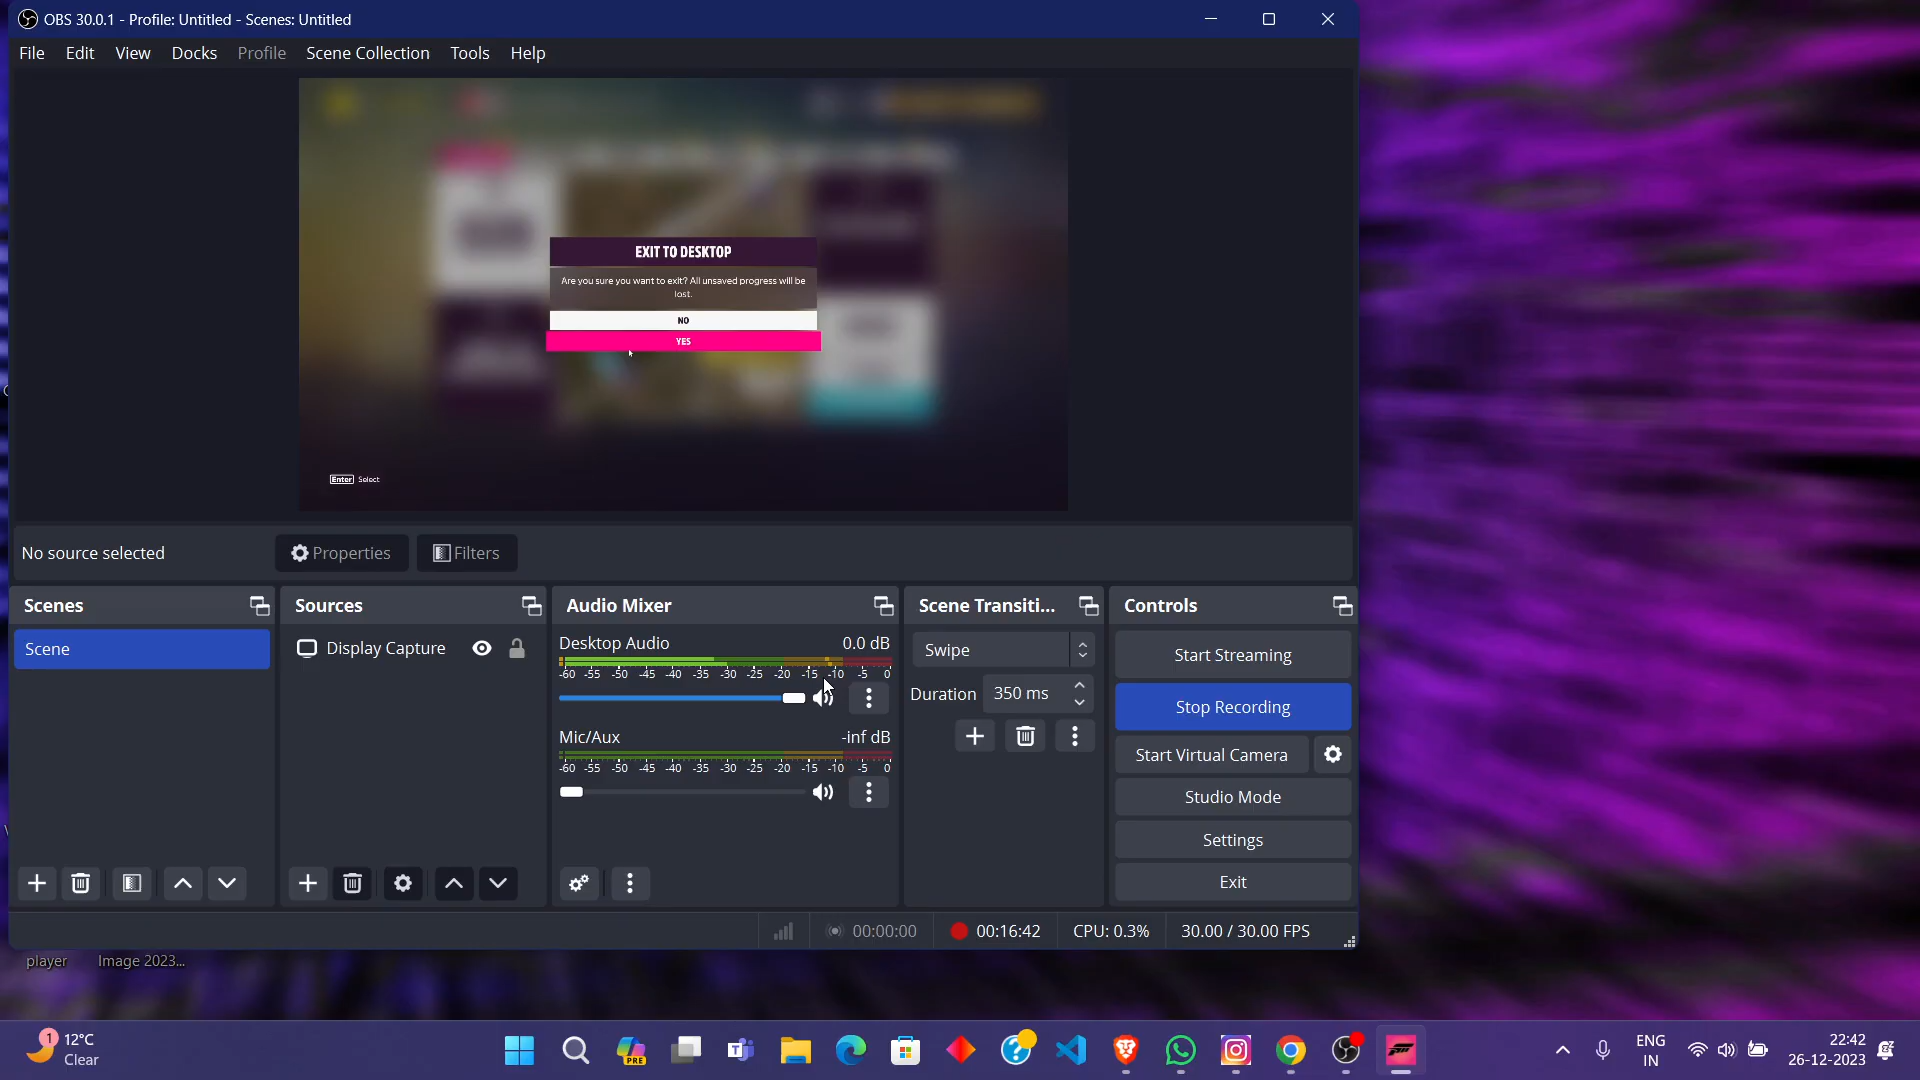 OBS 30.0.1 - Profile: Untitled - Scenes: Untitled
File Edit View Docks Profile Scene Collection Tools Help
EXIT TO DESKTOP
Are you sure you want to exit? All unsaved progress will be
lost.
NO
YES
Enter Select
No source selected Properties Filters
Scenes Sources Audio Mixer Scene Transiti... Controls
Scene
Display Capture
Desktop Audio 0.0 dB
-60 -55 -50 -45 -40 -35 -30 -25 -20 -15 -10 -5 0
Mic/Aux -inf dB
-60 -55 -50 -45 -40 -35 -30 -25 -20 -15 -10 -5 0
Swipe
Duration 350 ms
Start Streaming
Stop Recording
Start Virtual Camera
Studio Mode
Settings
Exit
00:00:00 00:16:42 CPU: 0.3% 30.00 / 30.00 FPS
player Image 2023...
1 12°C
Clear
PRE
ENG
IN
22:42
26-12-2023